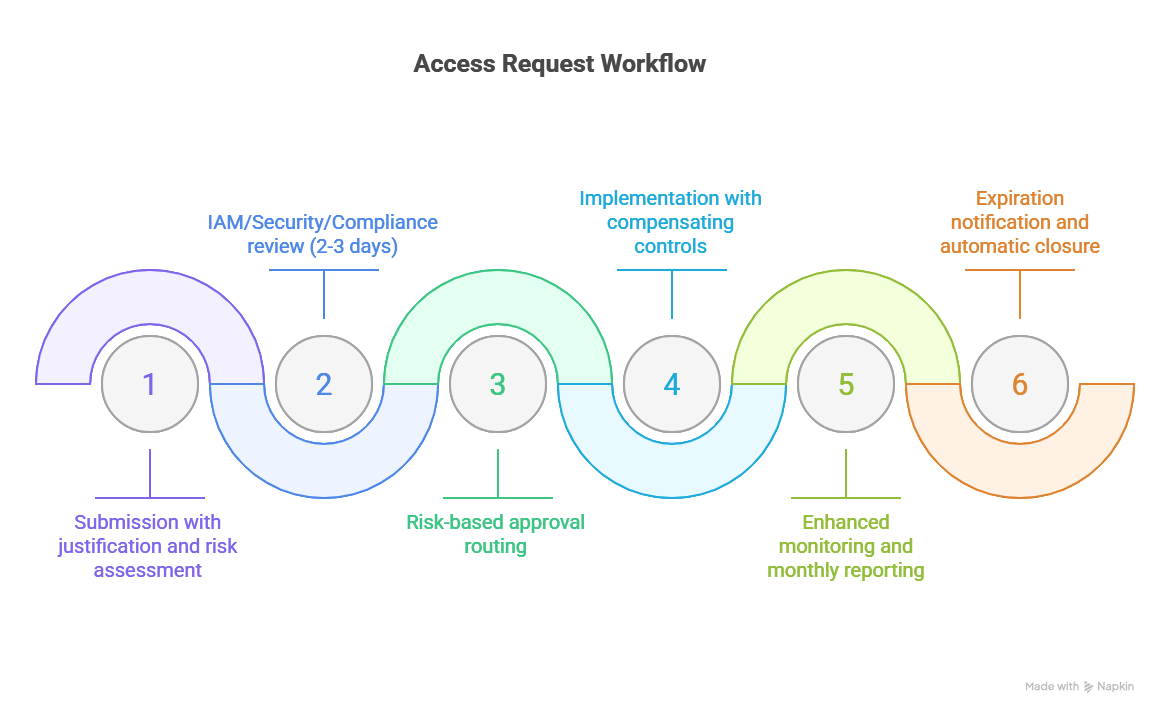 Access Request Workflow
Implementation with
compensating
controls
Expiration
notification and
automatic closure
IAM/Security/Compliance
review (2-3 days)
1
2
3
4
5
6
Submission with
justification and risk
assessment
Risk-based approval
routing
Enhanced
monitoring and
monthly reporting
Made with Napkin